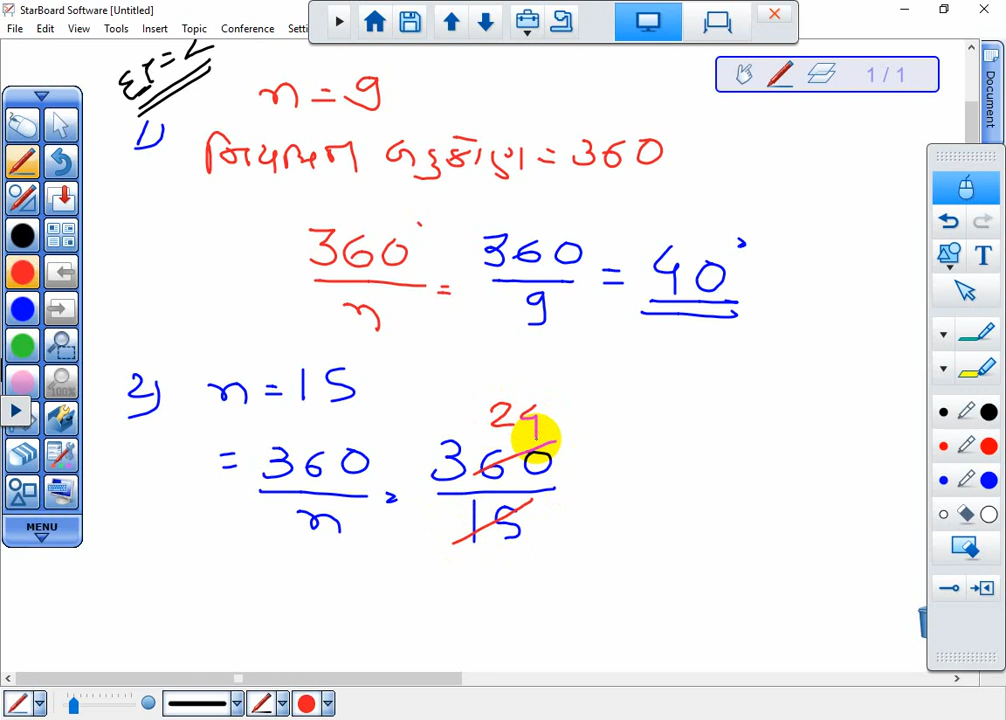 StarBoard Software [Untitled]
File Edit View Tools Insert Topic Conference
1 / 1
Document
n = 9
1)
નિયમિત બહુકોણ = 360
360° / n = 360 / 9 = 40°
2) n = 15
24
= 360 / n = 360 / 15
100%
T
MENU